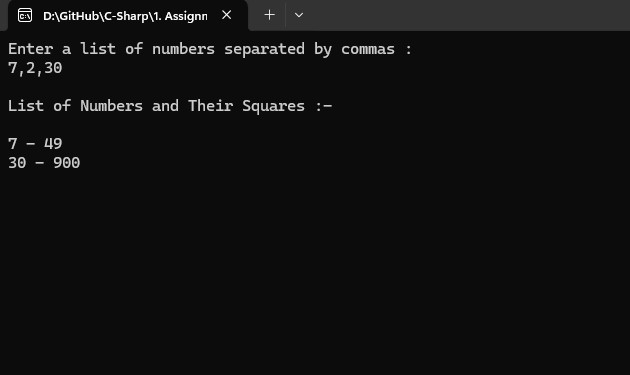 D:\GitHub\C-Sharp\1. Assignn
Enter a list of numbers separated by commas :
7,2,30
List of Numbers and Their Squares :-
7 - 49
30 - 900